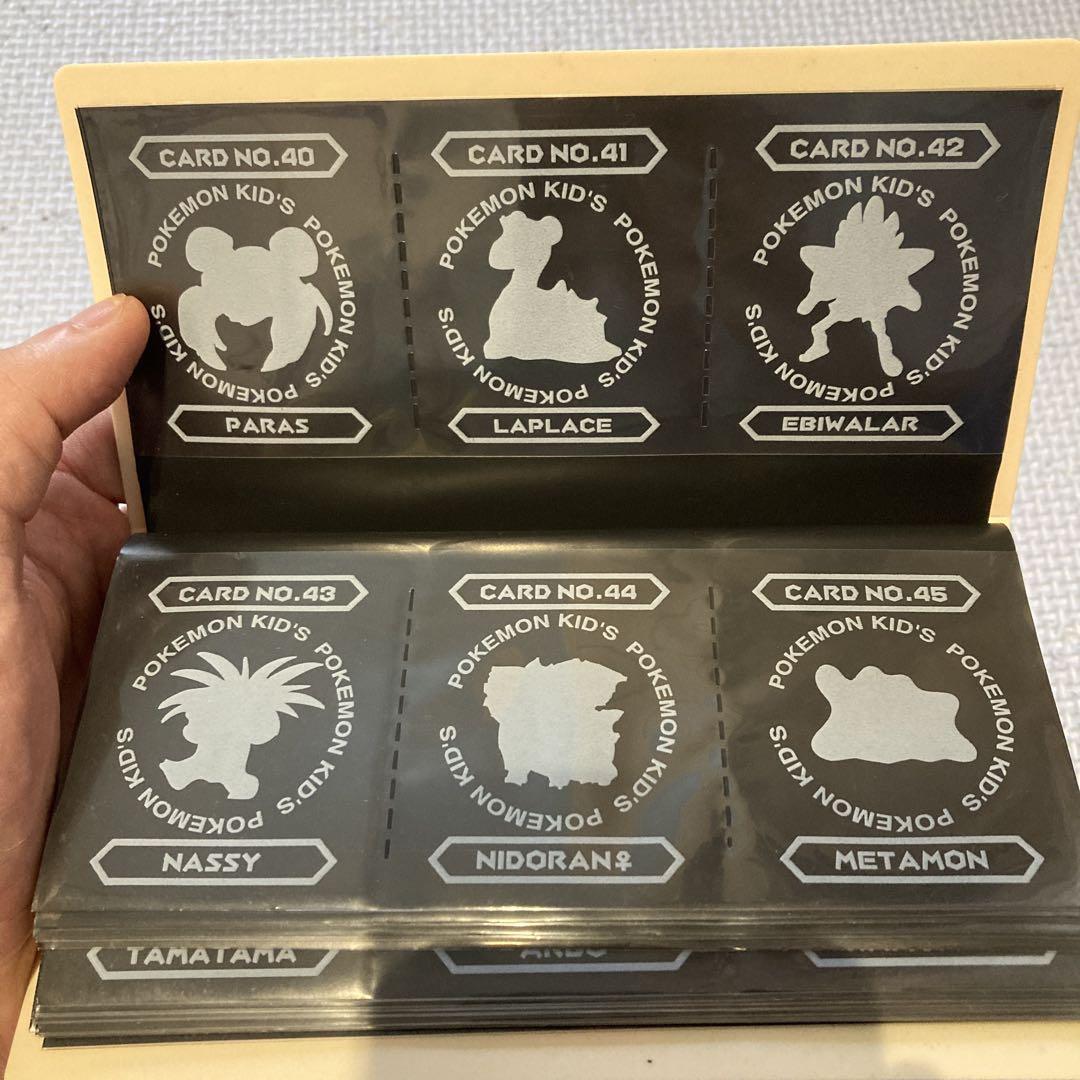 CARD NO.40
POKEMON KID'S POKEMON KID'S POKEMON KID'S
PARAS
CARD NO.41
POKEMON KID'S POKEMON KID'S POKEMON KID'S
LAPLACE
CARD NO.42
POKEMON KID'S POKEMON KID'S POKEMON KID'S
EBIWALAR
CARD NO.43
POKEMON KID'S POKEMON KID'S POKEMON KID'S
NASSY
CARD NO.44
POKEMON KID'S POKEMON KID'S POKEMON KID'S
NIDORAN♀
CARD NO.45
POKEMON KID'S POKEMON KID'S POKEMON KID'S
METAMON
TAMATAMA